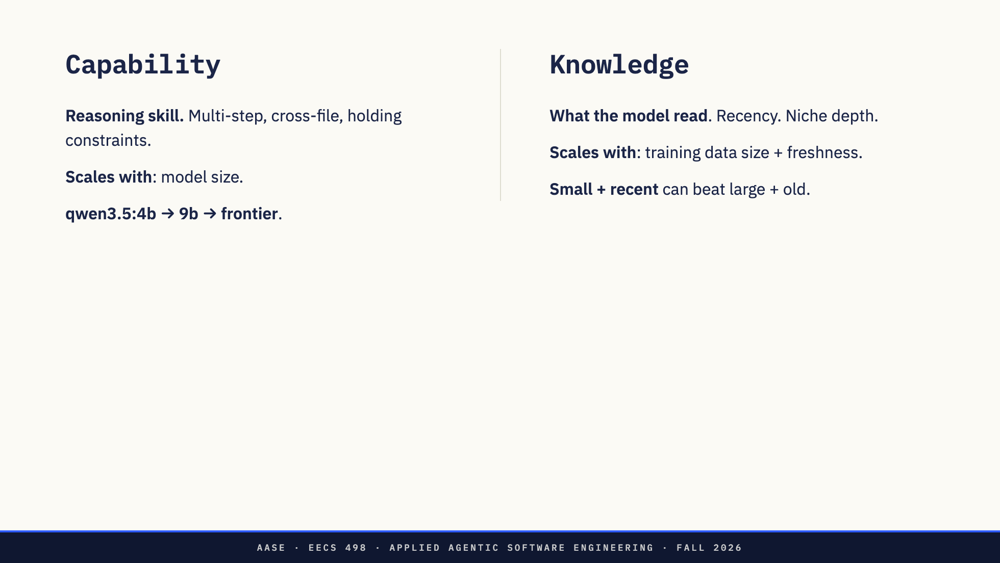 Capability
Reasoning skill. Multi-step, cross-file, holding
constraints.
Scales with: model size.
qwen3.5:4b → 9b → frontier.
Knowledge
What the model read. Recency. Niche depth.
Scales with: training data size + freshness.
Small + recent can beat large + old.
AASE · EECS 498 · APPLIED AGENTIC SOFTWARE ENGINEERING · FALL 2026